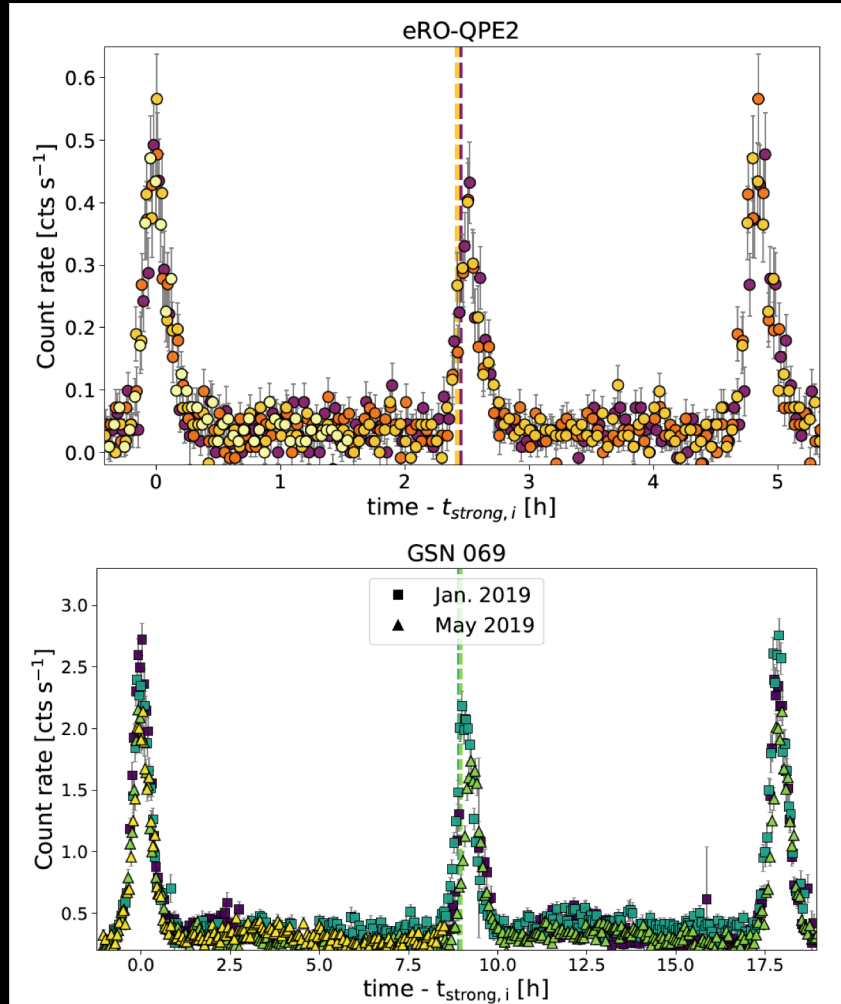 eRO-QPE2
0.6
0.5
0.4
0.3
0.2
0.1
0.0
Count rate [cts s⁻¹]
0 1 2 3 4 5
time - t_strong, i [h]
GSN 069
Jan. 2019
May 2019
3.0
2.5
2.0
1.5
1.0
0.5
Count rate [cts s⁻¹]
0.0 2.5 5.0 7.5 10.0 12.5 15.0 17.5
time - t_strong, i [h]